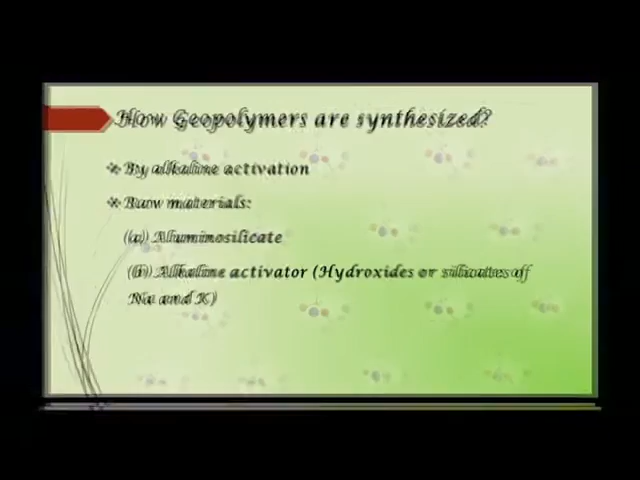 How Geopolymers are synthesized?
❖ By alkaline activation
❖ Raw materials:
(a) Aluminosilicate
(b) Alkaline activator (Hydroxides or silicates of
Na and K)